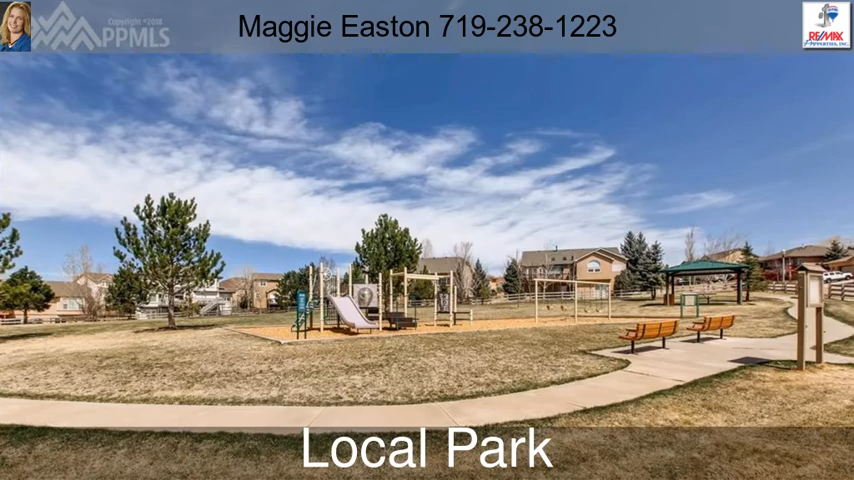 Copyright ©2018
PPMLS
Maggie Easton 719-238-1223
RE/MAX
PROPERTIES, INC.
Local Park